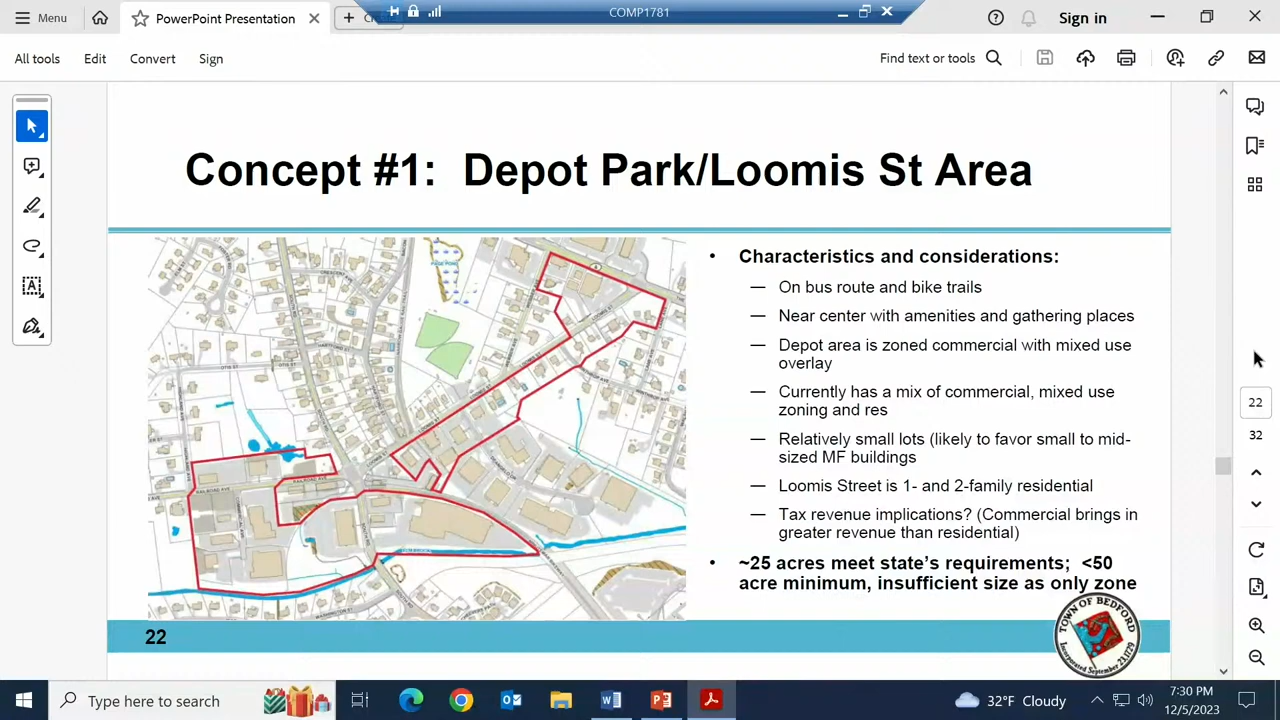 Menu
PowerPoint Presentation
COMP1781
Sign in
All tools
Edit
Convert
Sign
Find text or tools
Concept #1: Depot Park/Loomis St Area
• Characteristics and considerations:
— On bus route and bike trails
— Near center with amenities and gathering places
— Depot area is zoned commercial with mixed use
overlay
— Currently has a mix of commercial, mixed use
zoning and res
— Relatively small lots (likely to favor small to mid-
sized MF buildings
— Loomis Street is 1- and 2-family residential
— Tax revenue implications? (Commercial brings in
greater revenue than residential)
• ~25 acres meet state's requirements; <50
acre minimum, insufficient size as only zone
22
TOWN OF BEDFORD
22
32
Type here to search
32°F Cloudy
7:30 PM
12/5/2023